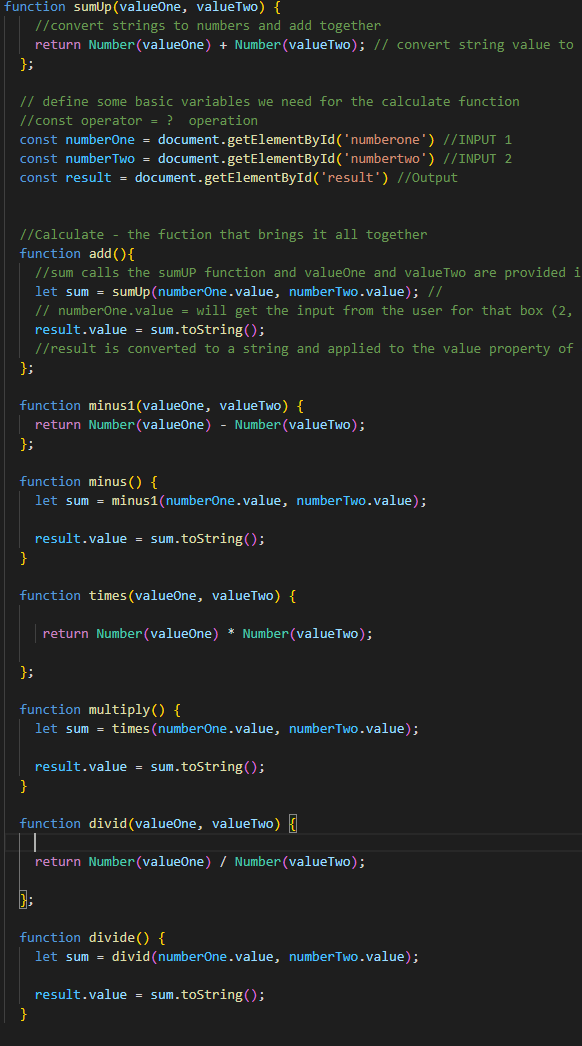 function sumUp(valueOne, valueTwo) {
//convert strings to numbers and add together
return Number(valueOne) + Number(valueTwo); // convert string value to
};
// define some basic variables we need for the calculate function
//const operator = ?  operation
const numberOne = document.getElementById('numberone') //INPUT 1
const numberTwo = document.getElementById('numbertwo') //INPUT 2
const result = document.getElementById('result') //Output
//Calculate - the fuction that brings it all together
function add(){
//sum calls the sumUP function and valueOne and valueTwo are provided i
let sum = sumUp(numberOne.value, numberTwo.value); //
// numberOne.value = will get the input from the user for that box (2,
result.value = sum.toString();
//result is converted to a string and applied to the value property of
};
function minus1(valueOne, valueTwo) {
return Number(valueOne) - Number(valueTwo);
};
function minus() {
let sum = minus1(numberOne.value, numberTwo.value);
result.value = sum.toString();
}
function times(valueOne, valueTwo) {
return Number(valueOne) * Number(valueTwo);
};
function multiply() {
let sum = times(numberOne.value, numberTwo.value);
result.value = sum.toString();
}
function divid(valueOne, valueTwo) {
return Number(valueOne) / Number(valueTwo);
};
function divide() {
let sum = divid(numberOne.value, numberTwo.value);
result.value = sum.toString();
}